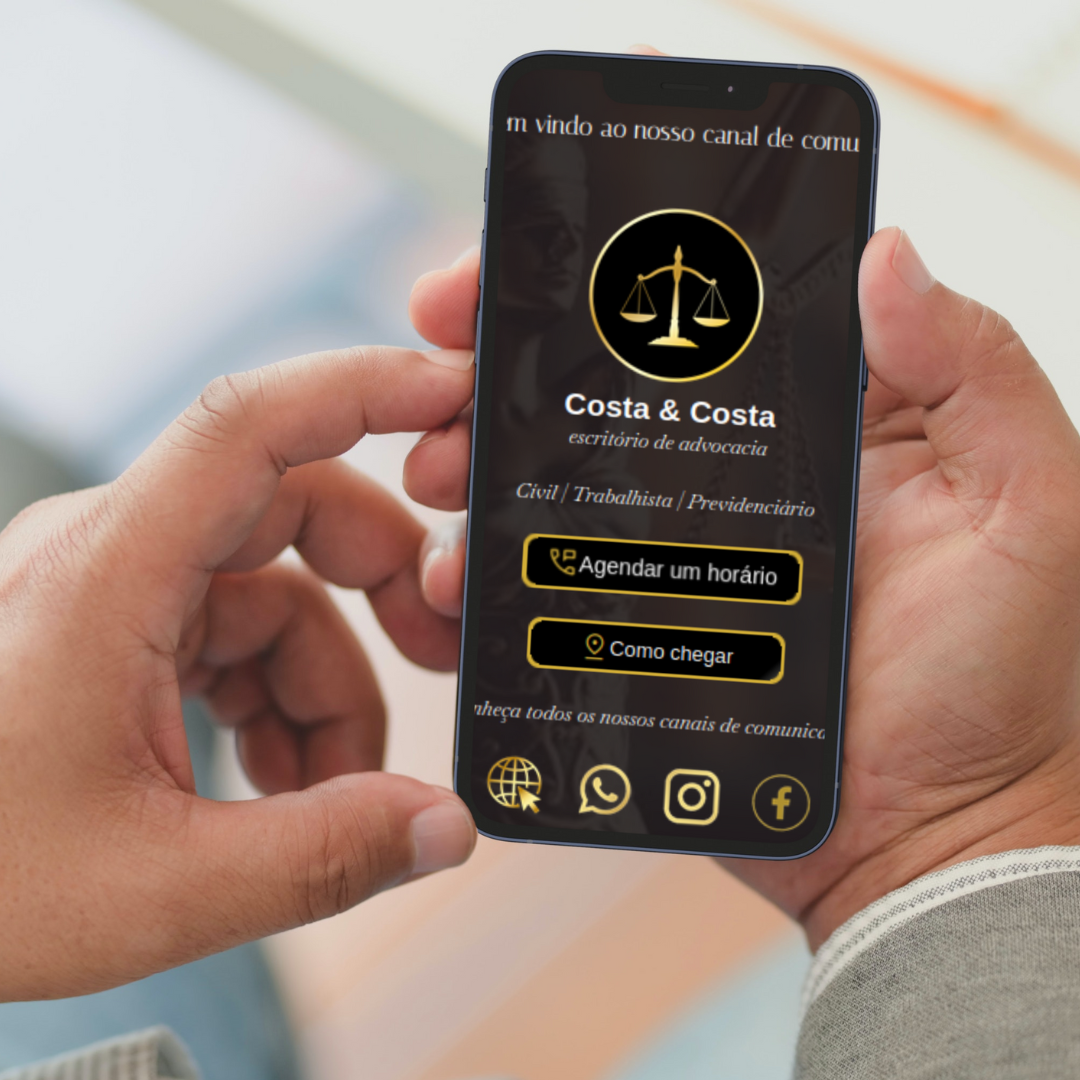 m vindo ao nosso canal de comu
Costa & Costa
escritório de advocacia
Civil | Trabalhista | Previdenciário
Agendar um horário
Como chegar
nheça todos os nossos canais de comunica